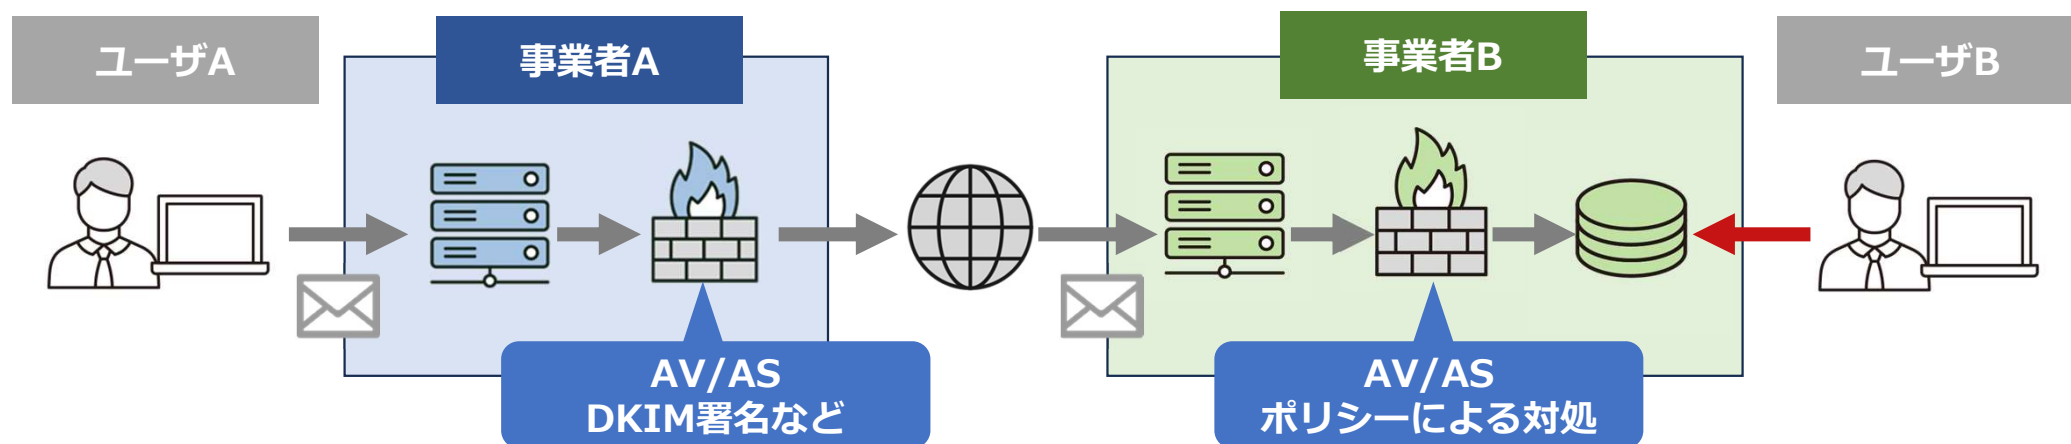 ユーザA
事業者A
事業者B
ユーザB
AV/AS
DKIM署名など
AV/AS
ポリシーによる対処